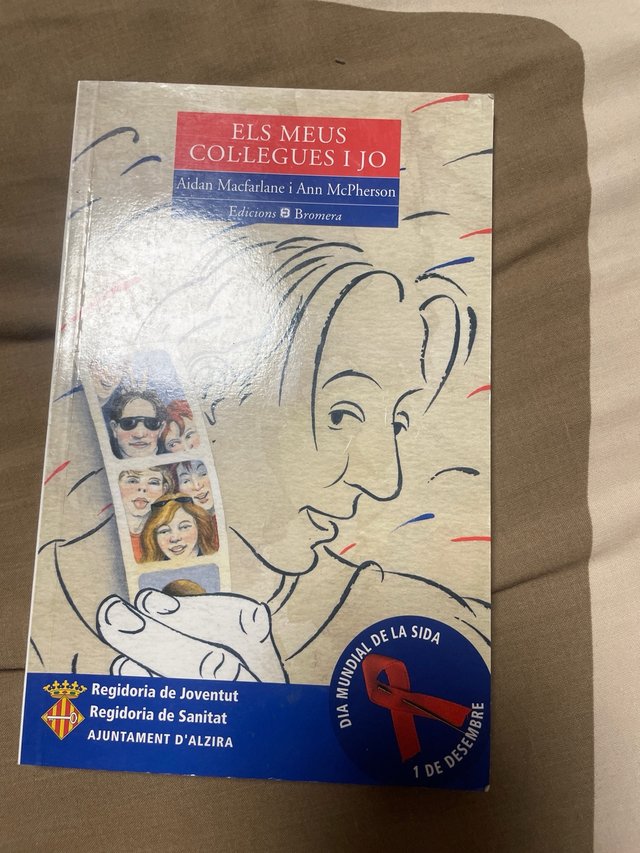 ELS MEUS
COL·LEGUES I JO
Aidan Macfarlane i Ann McPherson
Edicions Bromera
Regidoria de Joventut
Regidoria de Sanitat
AJUNTAMENT D'ALZIRA
DIA MUNDIAL DE LA SIDA
1 DE DESEMBRE